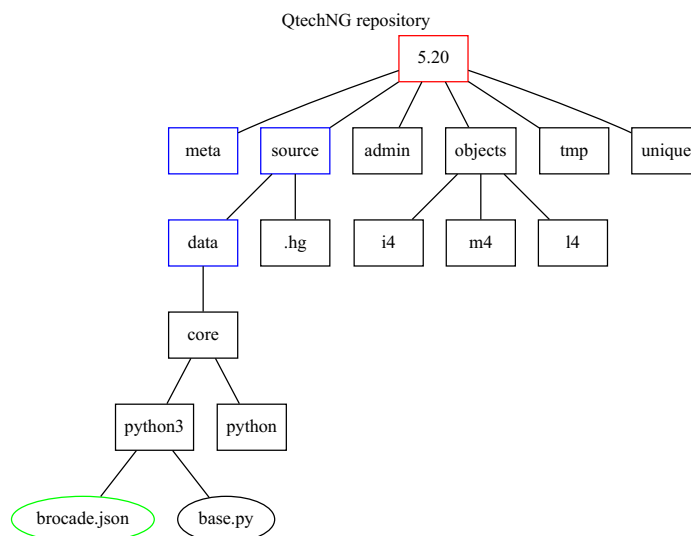 QtechNG repository
5.20
meta
source
admin
objects
tmp
unique
data
.hg
i4
m4
l4
core
python3
python
brocade.json
base.py